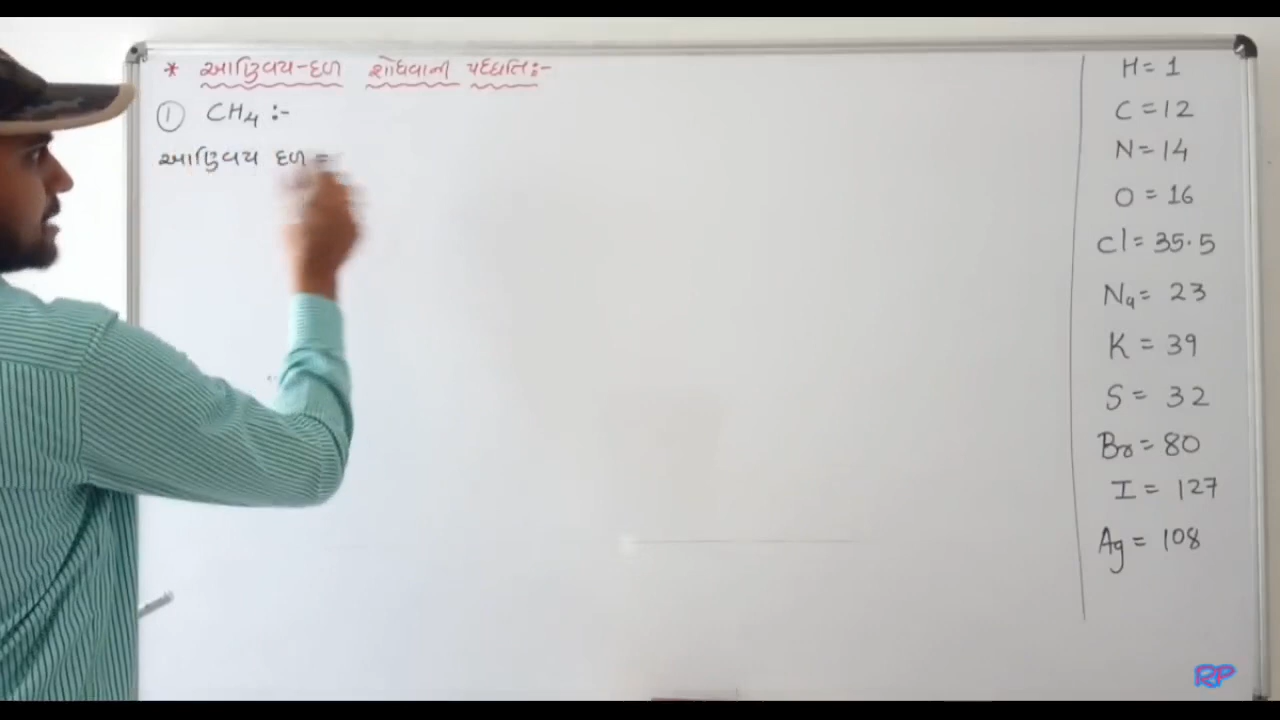 * આણ્વિય-દળ શોધવાની પધ્ધતિ:-
① CH₄ :-
આણ્વિય દળ =
H = 1
C = 12
N = 14
O = 16
Cl = 35.5
Na = 23
K = 39
S = 32
Br = 80
I = 127
Ag = 108
RP